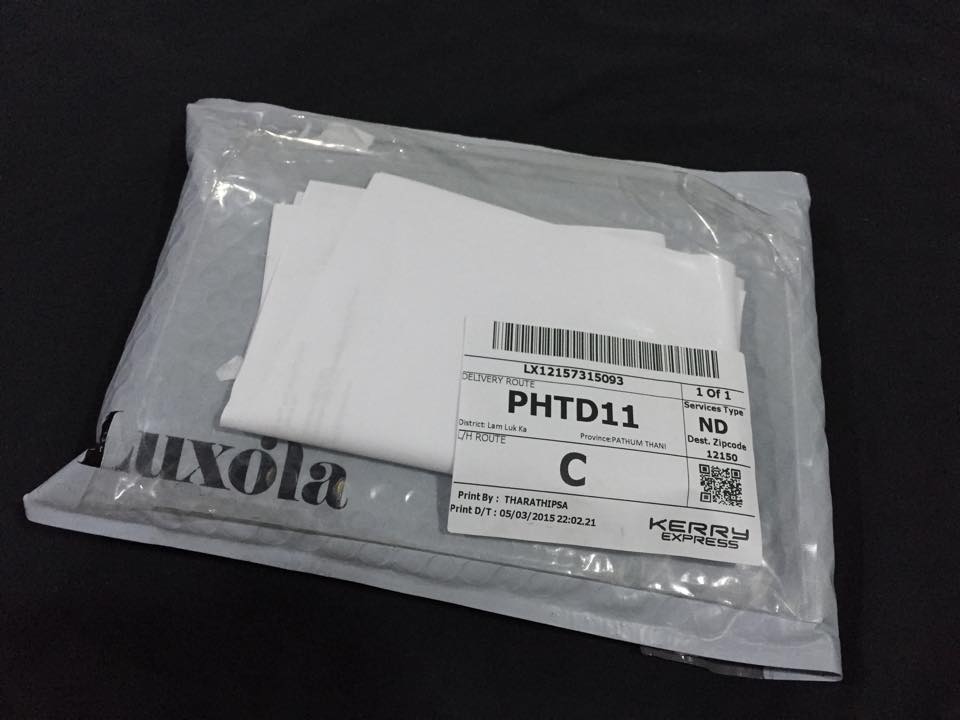 LX12157315093
DELIVERY ROUTE
1 Of 1
PHTD11
Services Type
ND
District: Lam Luk Ka
Province:PATHUM THANI
Dest. Zipcode
12150
L/H ROUTE
C
Print By : THARATHIPSA
Print D/T : 05/03/2015 22:02.21
KERRY
EXPRESS
Luxola